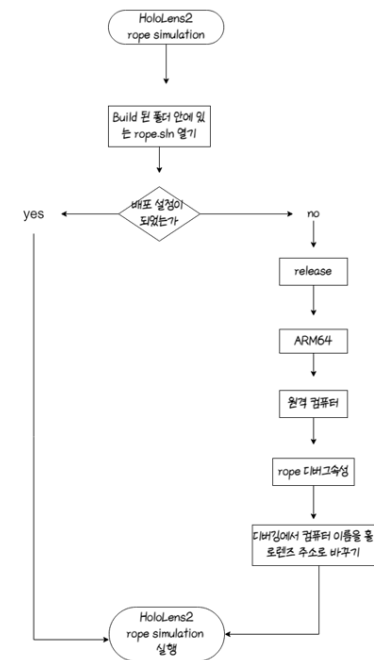 HoloLens2
rope simulation
Build 된 폴더 안에 있
는 rope.sln 열기
배포 설정이
되었는가
yes
no
release
ARM64
원격 컴퓨터
rope 디버그속성
디버깅에서 컴퓨터 이름을 홀
로렌즈 주소로 바꾸기
HoloLens2
rope simulation
실행